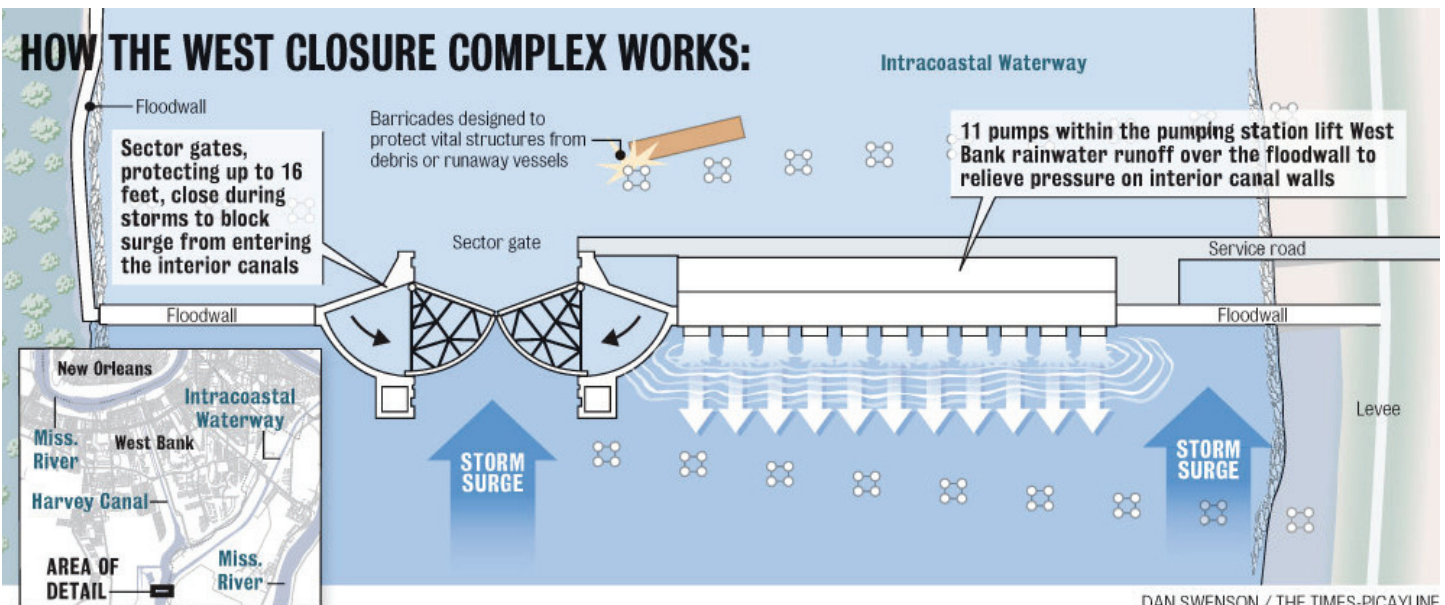 HOW THE WEST CLOSURE COMPLEX WORKS:
Intracoastal Waterway
Floodwall
Barricades designed to
protect vital structures from
debris or runaway vessels
11 pumps within the pumping station lift West
Bank rainwater runoff over the floodwall to
relieve pressure on interior canal walls
Sector gates,
protecting up to 16
feet, close during
storms to block
surge from entering
the interior canals
Sector gate
Service road
Floodwall
Floodwall
New Orleans
Intracoastal
Waterway
Miss.
River
West Bank
Harvey Canal
Miss.
River
AREA OF
DETAIL
STORM
SURGE
STORM
SURGE
Levee
DAN SWENSON / THE TIMES-PICAYUNE